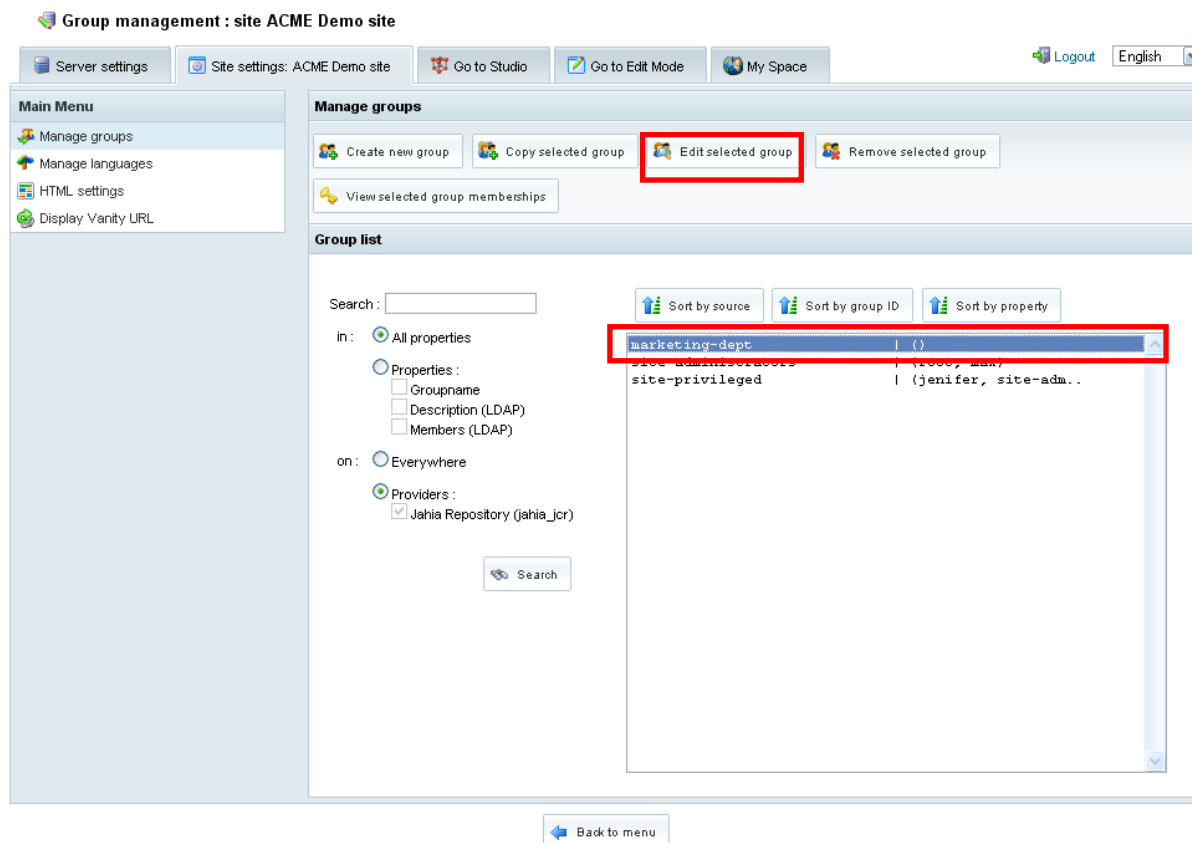 Group management : site ACME Demo site
Server settings
Site settings: ACME Demo site
Go to Studio
Go to Edit Mode
My Space
Logout
English
Main Menu
Manage groups
Manage languages
HTML settings
Display Vanity URL
Manage groups
Create new group
Copy selected group
Edit selected group
Remove selected group
View selected group memberships
Group list
Search :
in :
All properties
Properties :
Groupname
Description (LDAP)
Members (LDAP)
on :
Everywhere
Providers :
Jahia Repository (jahia_jcr)
Search
Sort by source
Sort by group ID
Sort by property
marketing-dept | ()
site-administrators | (root, max)
site-privileged | (jenifer, site-adm..
Back to menu